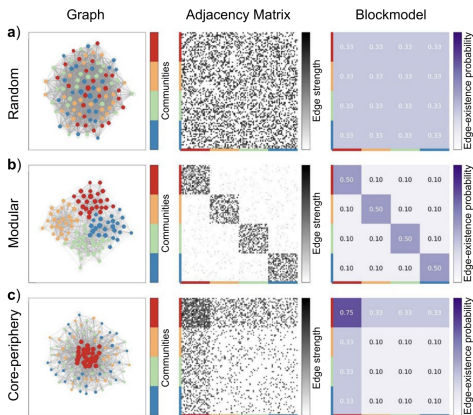 Graph Adjacency Matrix Blockmodel
a)
Random
Communities
Edge strength
0.33 0.33 0.33 0.33
0.33 0.33 0.33 0.33
0.33 0.33 0.33 0.33
0.33 0.33 0.33 0.33
Edge-existence probability
b)
Modular
Communities
Edge strength
0.50 0.10 0.10 0.10
0.10 0.50 0.10 0.10
0.10 0.10 0.50 0.10
0.10 0.10 0.10 0.50
Edge-existence probability
c)
Core-periphery
Communities
Edge strength
0.75 0.33 0.33 0.33
0.33 0.10 0.10 0.10
0.33 0.10 0.10 0.10
0.33 0.10 0.10 0.10
Edge-existence probability